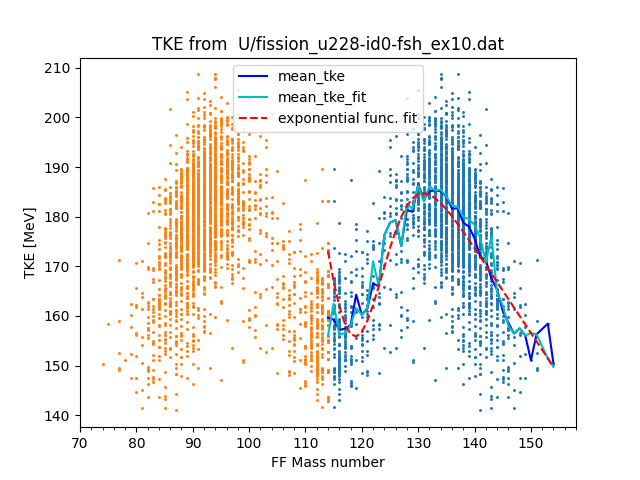 TKE from  U/fission_u228-id0-fsh_ex10.dat
mean_tke
mean_tke_fit
exponential func. fit
TKE [MeV]
210
200
190
180
170
160
150
140
70 80 90 100 110 120 130 140 150
FF Mass number